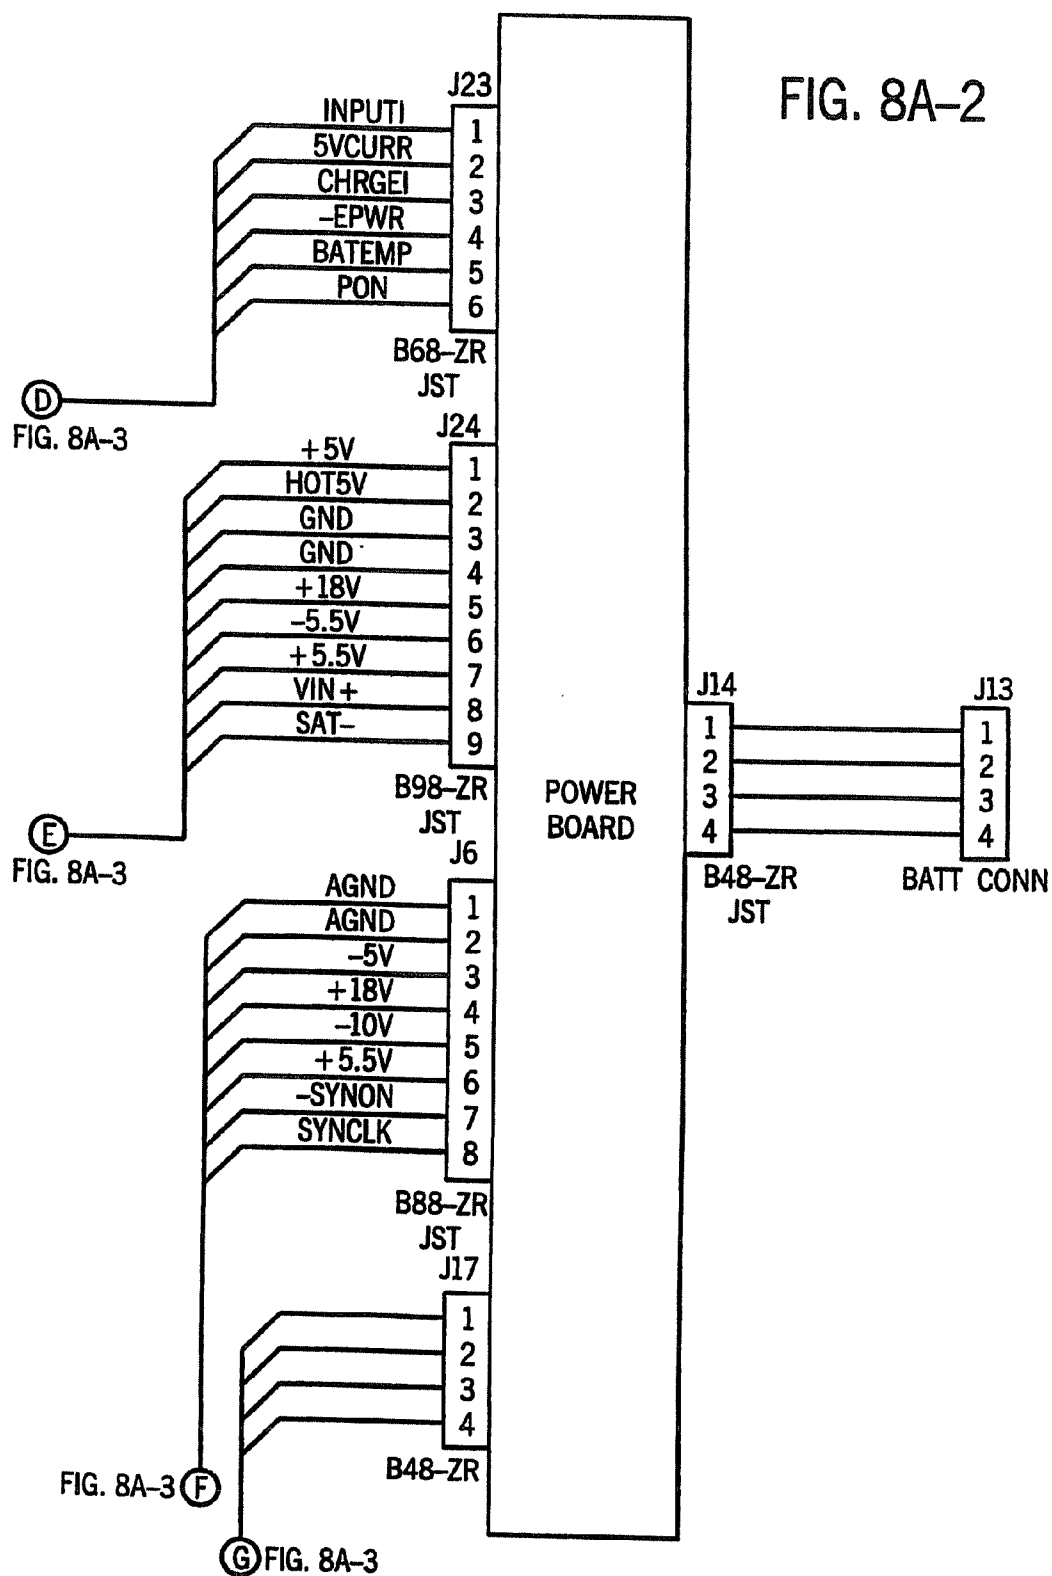 FIG. 8A–2
J23
INPUTI 1
5VCURR 2
CHRGEI 3
–EPWR 4
BATEMP 5
PON 6
B68–ZR
JST
D
FIG. 8A–3
J24
+5V 1
HOT5V 2
GND 3
GND 4
+18V 5
–5.5V 6
+5.5V 7
VIN+ 8
SAT– 9
B98–ZR
JST
E
FIG. 8A–3
J6
AGND 1
AGND 2
–5V 3
+18V 4
–10V 5
+5.5V 6
–SYNON 7
SYNCLK 8
B88–ZR
JST
J17
1
2
3
4
B48–ZR
FIG. 8A–3 F
G FIG. 8A–3
POWER
BOARD
J14
1
2
3
4
B48–ZR
JST
J13
1
2
3
4
BATT CONN